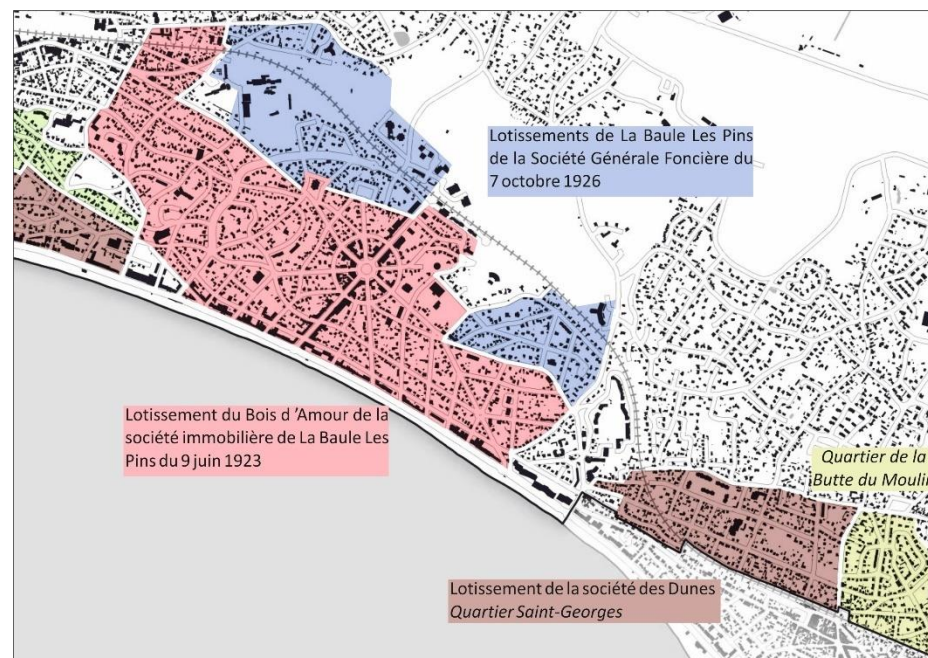 Lotissements de La Baule Les Pins
de la Société Générale Foncière du
7 octobre 1926
Lotissement du Bois d ’Amour de la
société immobilière de La Baule Les
Pins du 9 juin 1923
Quartier de la
Butte du Moulin
Lotissement de la société des Dunes
Quartier Saint-Georges